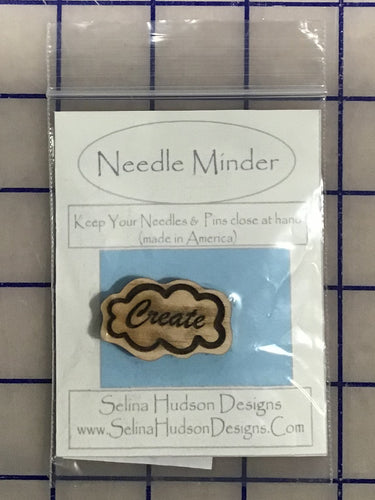 Needle Minder
Keep Your Needles & Pins close at hand
(made in America)
Create
Selina Hudson Designs
www.SelinaHudsonDesigns.Com